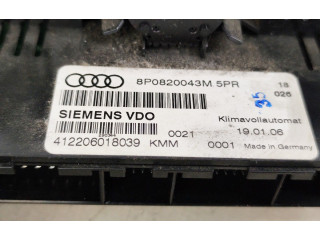 8P0820043M 5PR 18
026
SIEMENS VDO Klimavollautomat
0021 19.01.06
412206018039 KMM 0001 Made in Germany